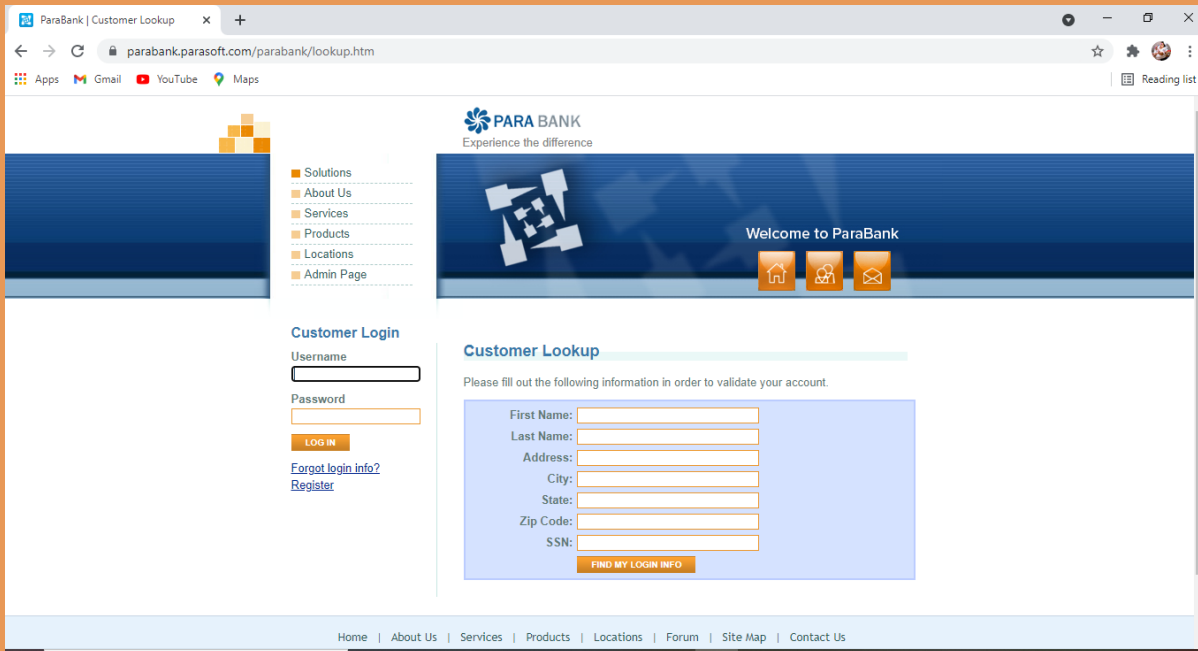 ParaBank | Customer Lookup
parabank.parasoft.com/parabank/lookup.htm
Apps Gmail YouTube Maps Reading list
PARA BANK
Experience the difference
Solutions
About Us
Services
Products
Locations
Admin Page
Welcome to ParaBank
Customer Login
Username
Password
LOG IN
Forgot login info?
Register
Customer Lookup
Please fill out the following information in order to validate your account.
First Name:
Last Name:
Address:
City:
State:
Zip Code:
SSN:
FIND MY LOGIN INFO
Home | About Us | Services | Products | Locations | Forum | Site Map | Contact Us